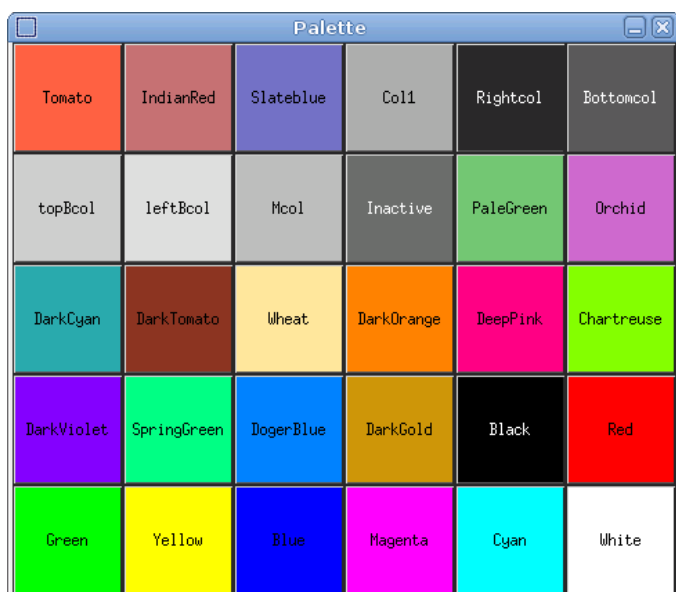 Palette
Tomato IndianRed Slateblue Col1 Rightcol Bottomcol
topBcol leftBcol Mcol Inactive PaleGreen Orchid
DarkCyan DarkTomato Wheat DarkOrange DeepPink Chartreuse
DarkViolet SpringGreen DogerBlue DarkGold Black Red
Green Yellow Blue Magenta Cyan White